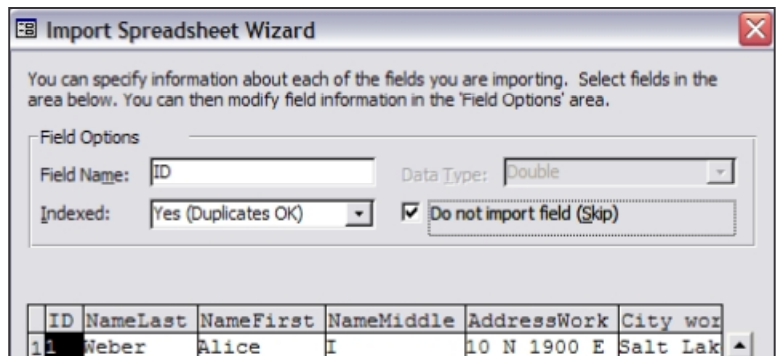 Import Spreadsheet Wizard
You can specify information about each of the fields you are importing. Select fields in the
area below. You can then modify field information in the 'Field Options' area.
Field Options
Field Name: ID Data Type: Double
Indexed: Yes (Duplicates OK) Do not import field (Skip)
ID NameLast NameFirst NameMiddle AddressWork City wor
1 1 Weber Alice I 10 N 1900 E Salt Lak